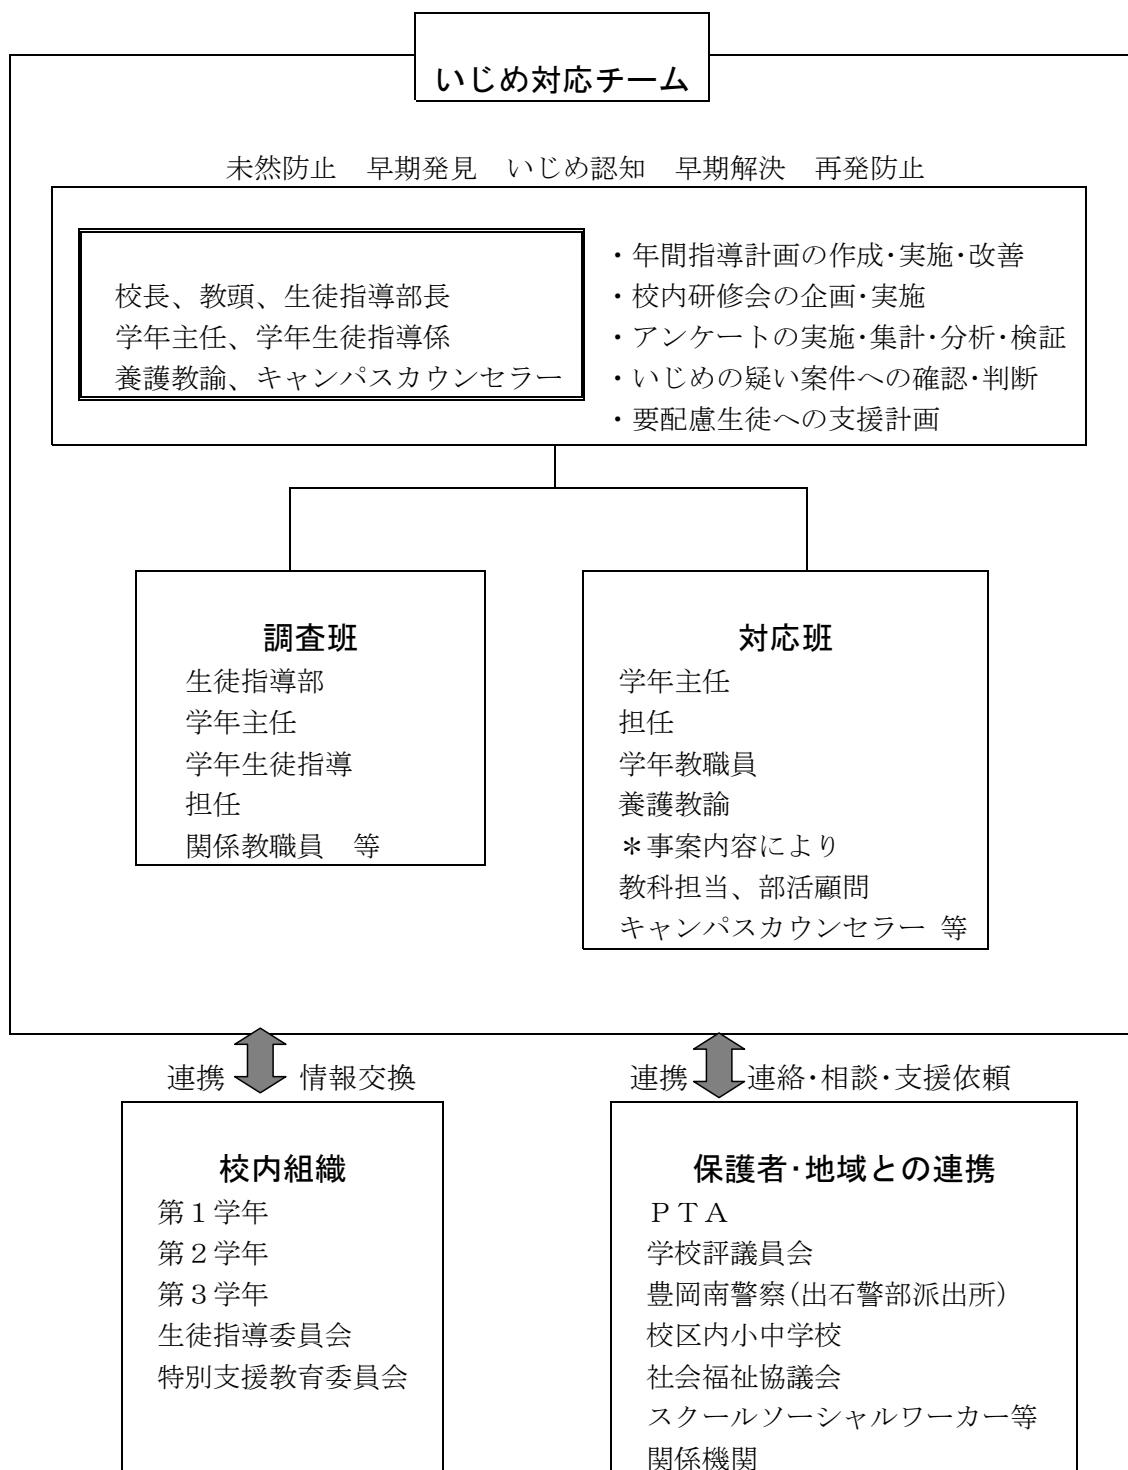 いじめ対応チーム
未然防止　早期発見　いじめ認知　早期解決　再発防止
校長、教頭、生徒指導部長
学年主任、学年生徒指導係
養護教諭、キャンパスカウンセラー
・年間指導計画の作成･実施･改善
・校内研修会の企画･実施
・アンケートの実施･集計･分析･検証
・いじめの疑い案件への確認･判断
・要配慮生徒への支援計画
調査班
生徒指導部
学年主任
学年生徒指導
担任
関係教職員　等
対応班
学年主任
担任
学年教職員
養護教諭
＊事案内容により
教科担当、部活顧問
キャンパスカウンセラー 等
連携　情報交換
連携　連絡･相談･支援依頼
校内組織
第１学年
第２学年
第３学年
生徒指導委員会
特別支援教育委員会
保護者･地域との連携
ＰＴＡ
学校評議員会
豊岡南警察(出石警部派出所)
校区内小中学校
社会福祉協議会
スクールソーシャルワーカー等
関係機関